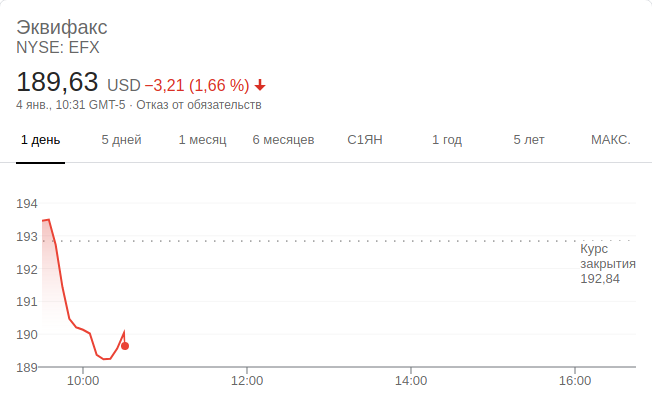 Эквифакс
NYSE: EFX
189,63 USD −3,21 (1,66 %)
4 янв., 10:31 GMT-5 · Отказ от обязательств
1 день 5 дней 1 месяц 6 месяцев С1ЯН 1 год 5 лет МАКС.
194
193
Курс
закрытия
192,84
192
191
190
189
10:00 12:00 14:00 16:00